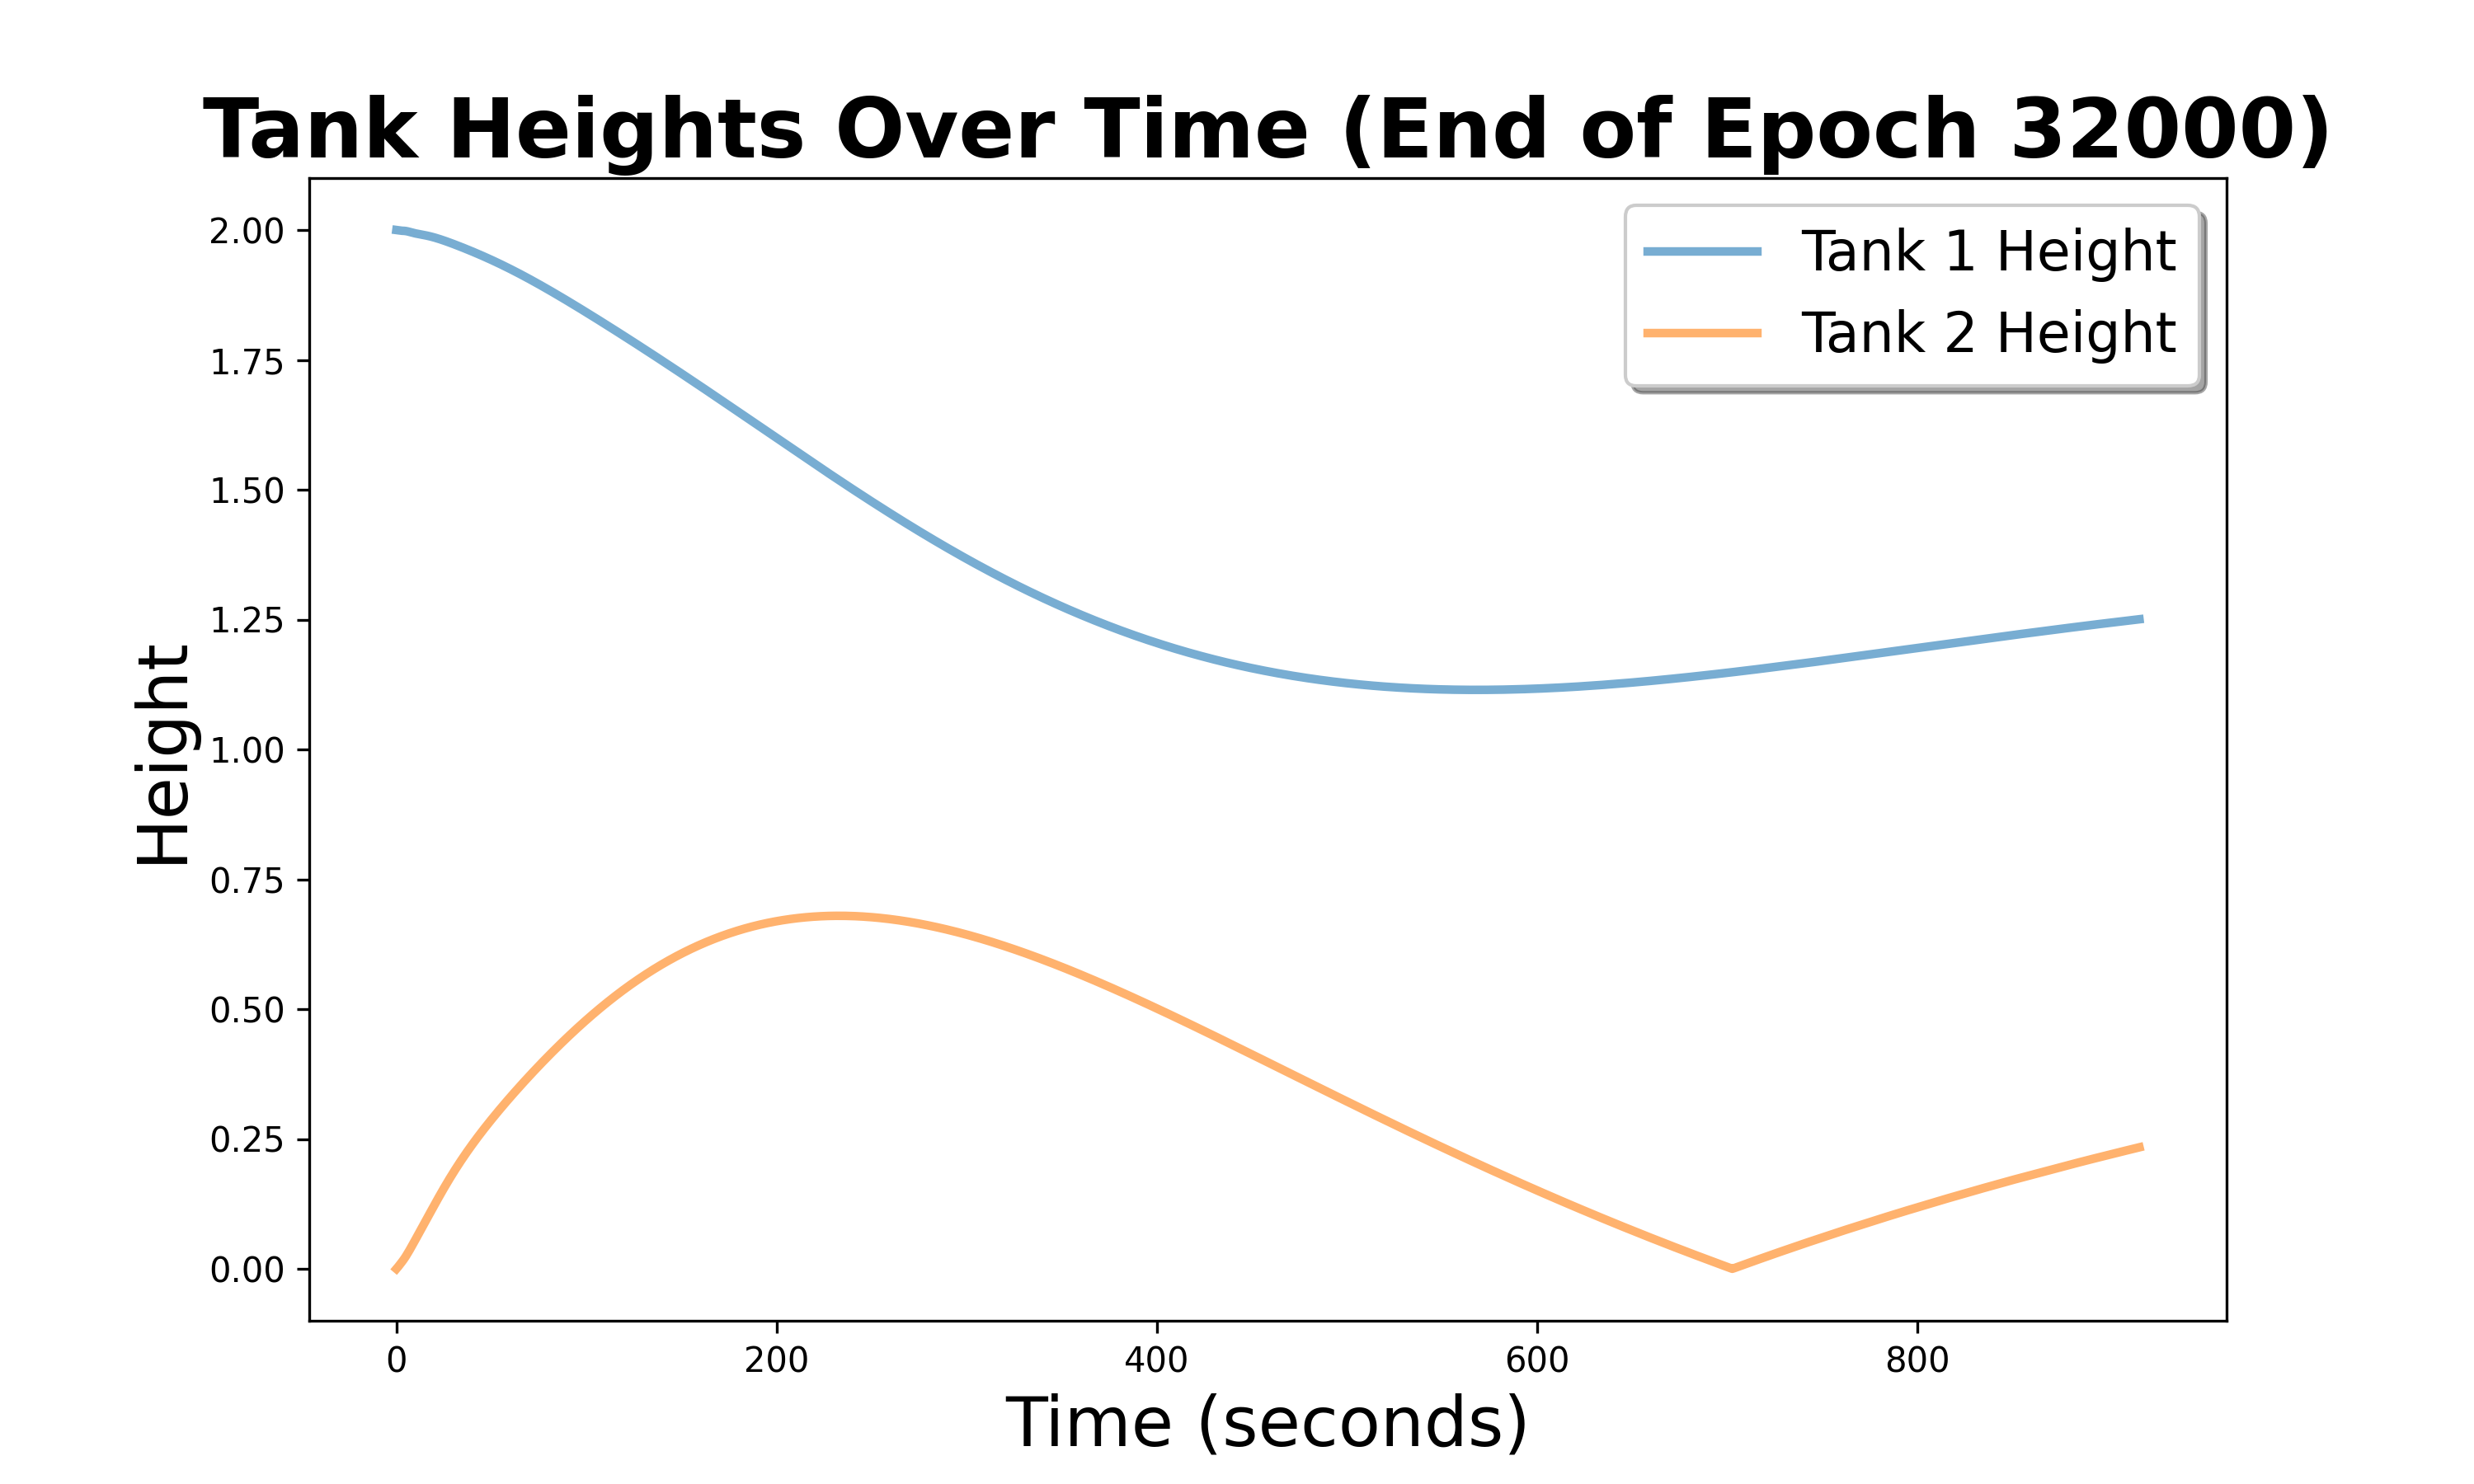 Tank Heights Over Time (End of Epoch 32000)
Tank 1 Height
Tank 2 Height
Height
2.00
1.75
1.50
1.25
1.00
0.75
0.50
0.25
0.00
0 200 400 600 800
Time (seconds)